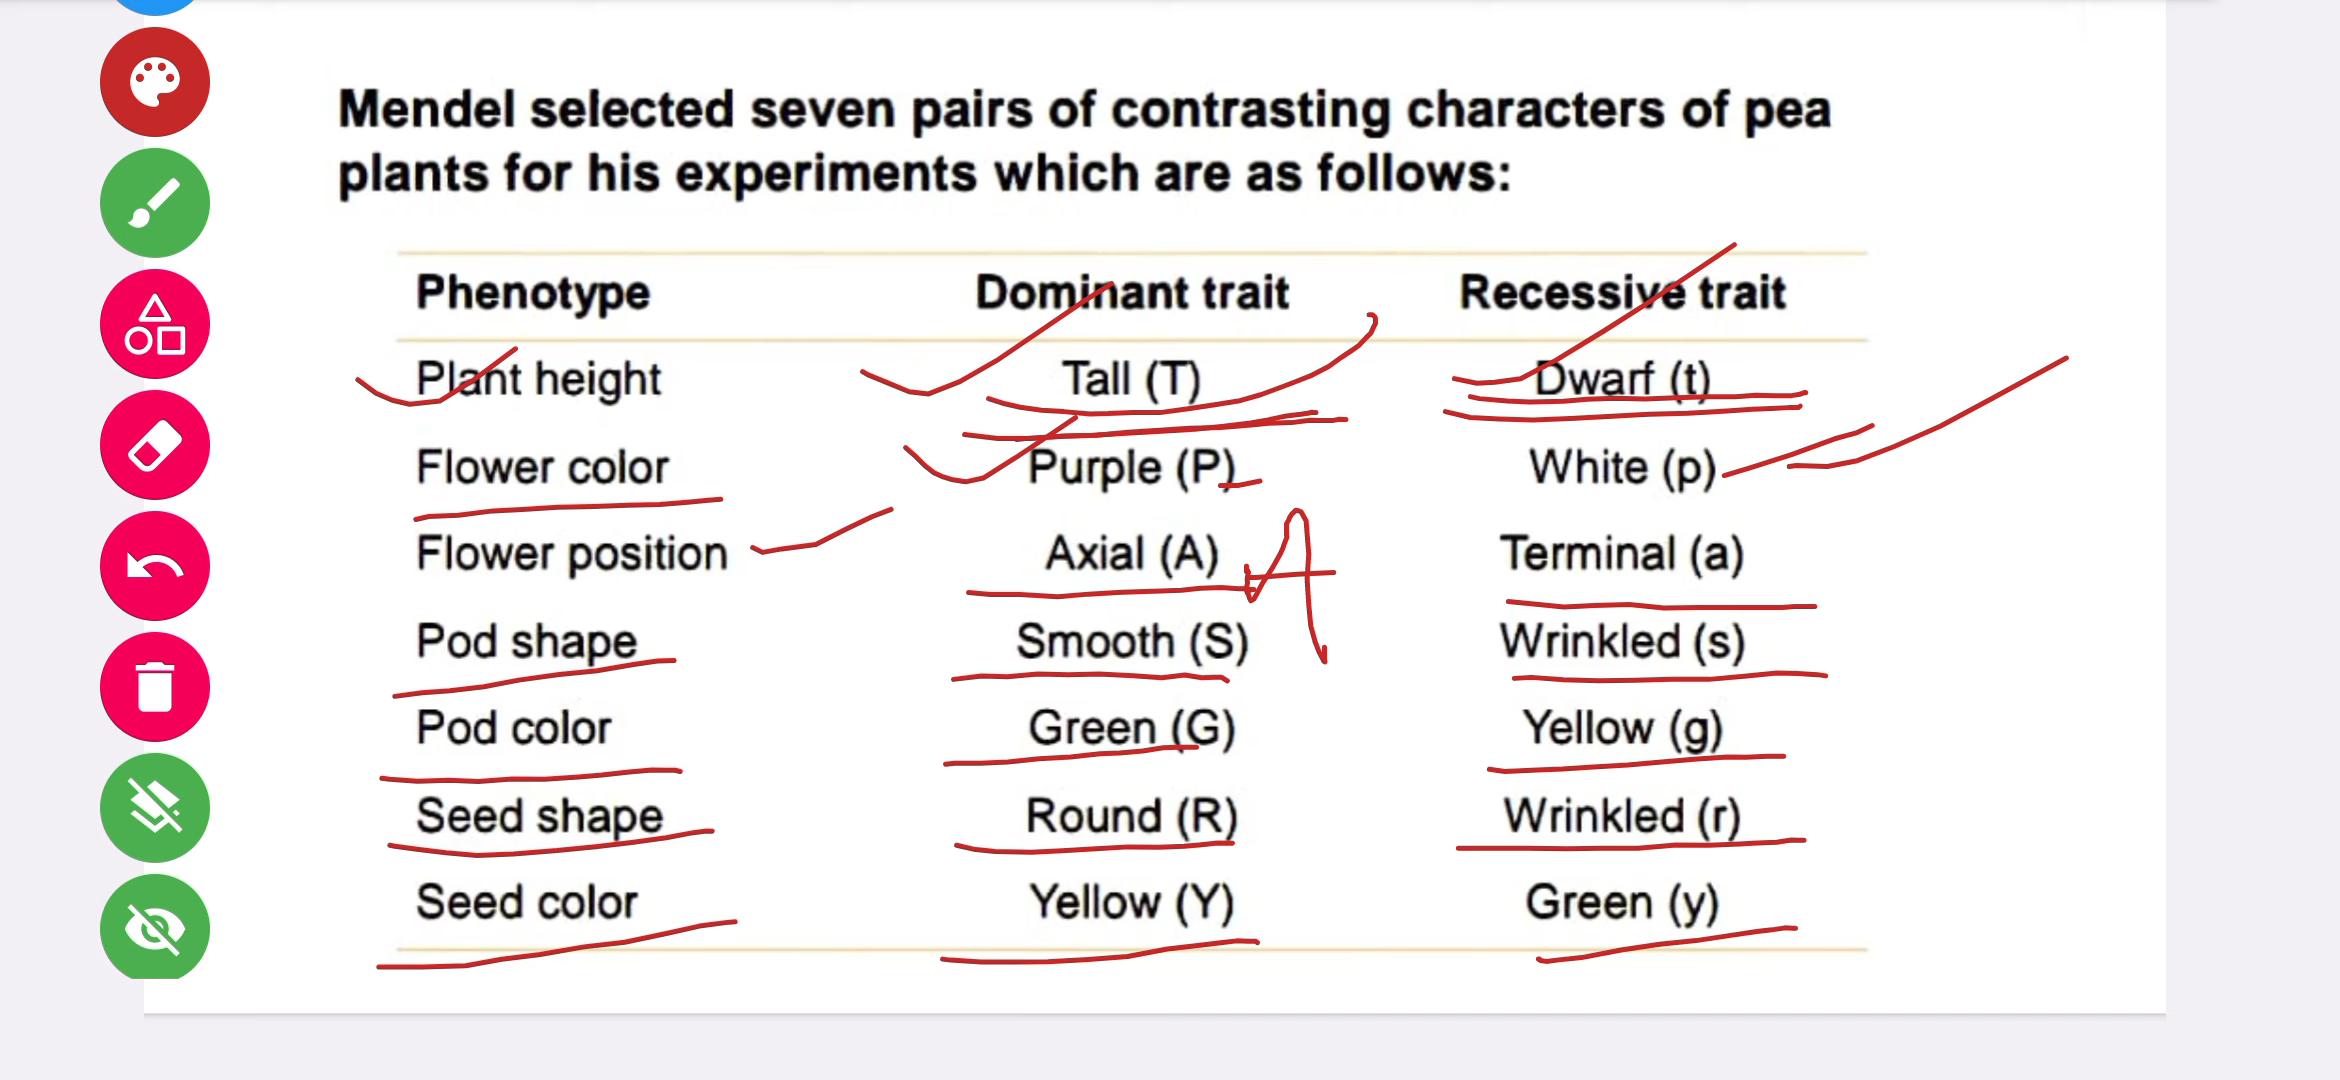 Mendel selected seven pairs of contrasting characters of pea
plants for his experiments which are as follows:
Phenotype Dominant trait Recessive trait
Plant height Tall (T) Dwarf (t)
Flower color Purple (P) White (p)
Flower position Axial (A) A Terminal (a)
Pod shape Smooth (S) Wrinkled (s)
Pod color Green (G) Yellow (g)
Seed shape Round (R) Wrinkled (r)
Seed color Yellow (Y) Green (y)